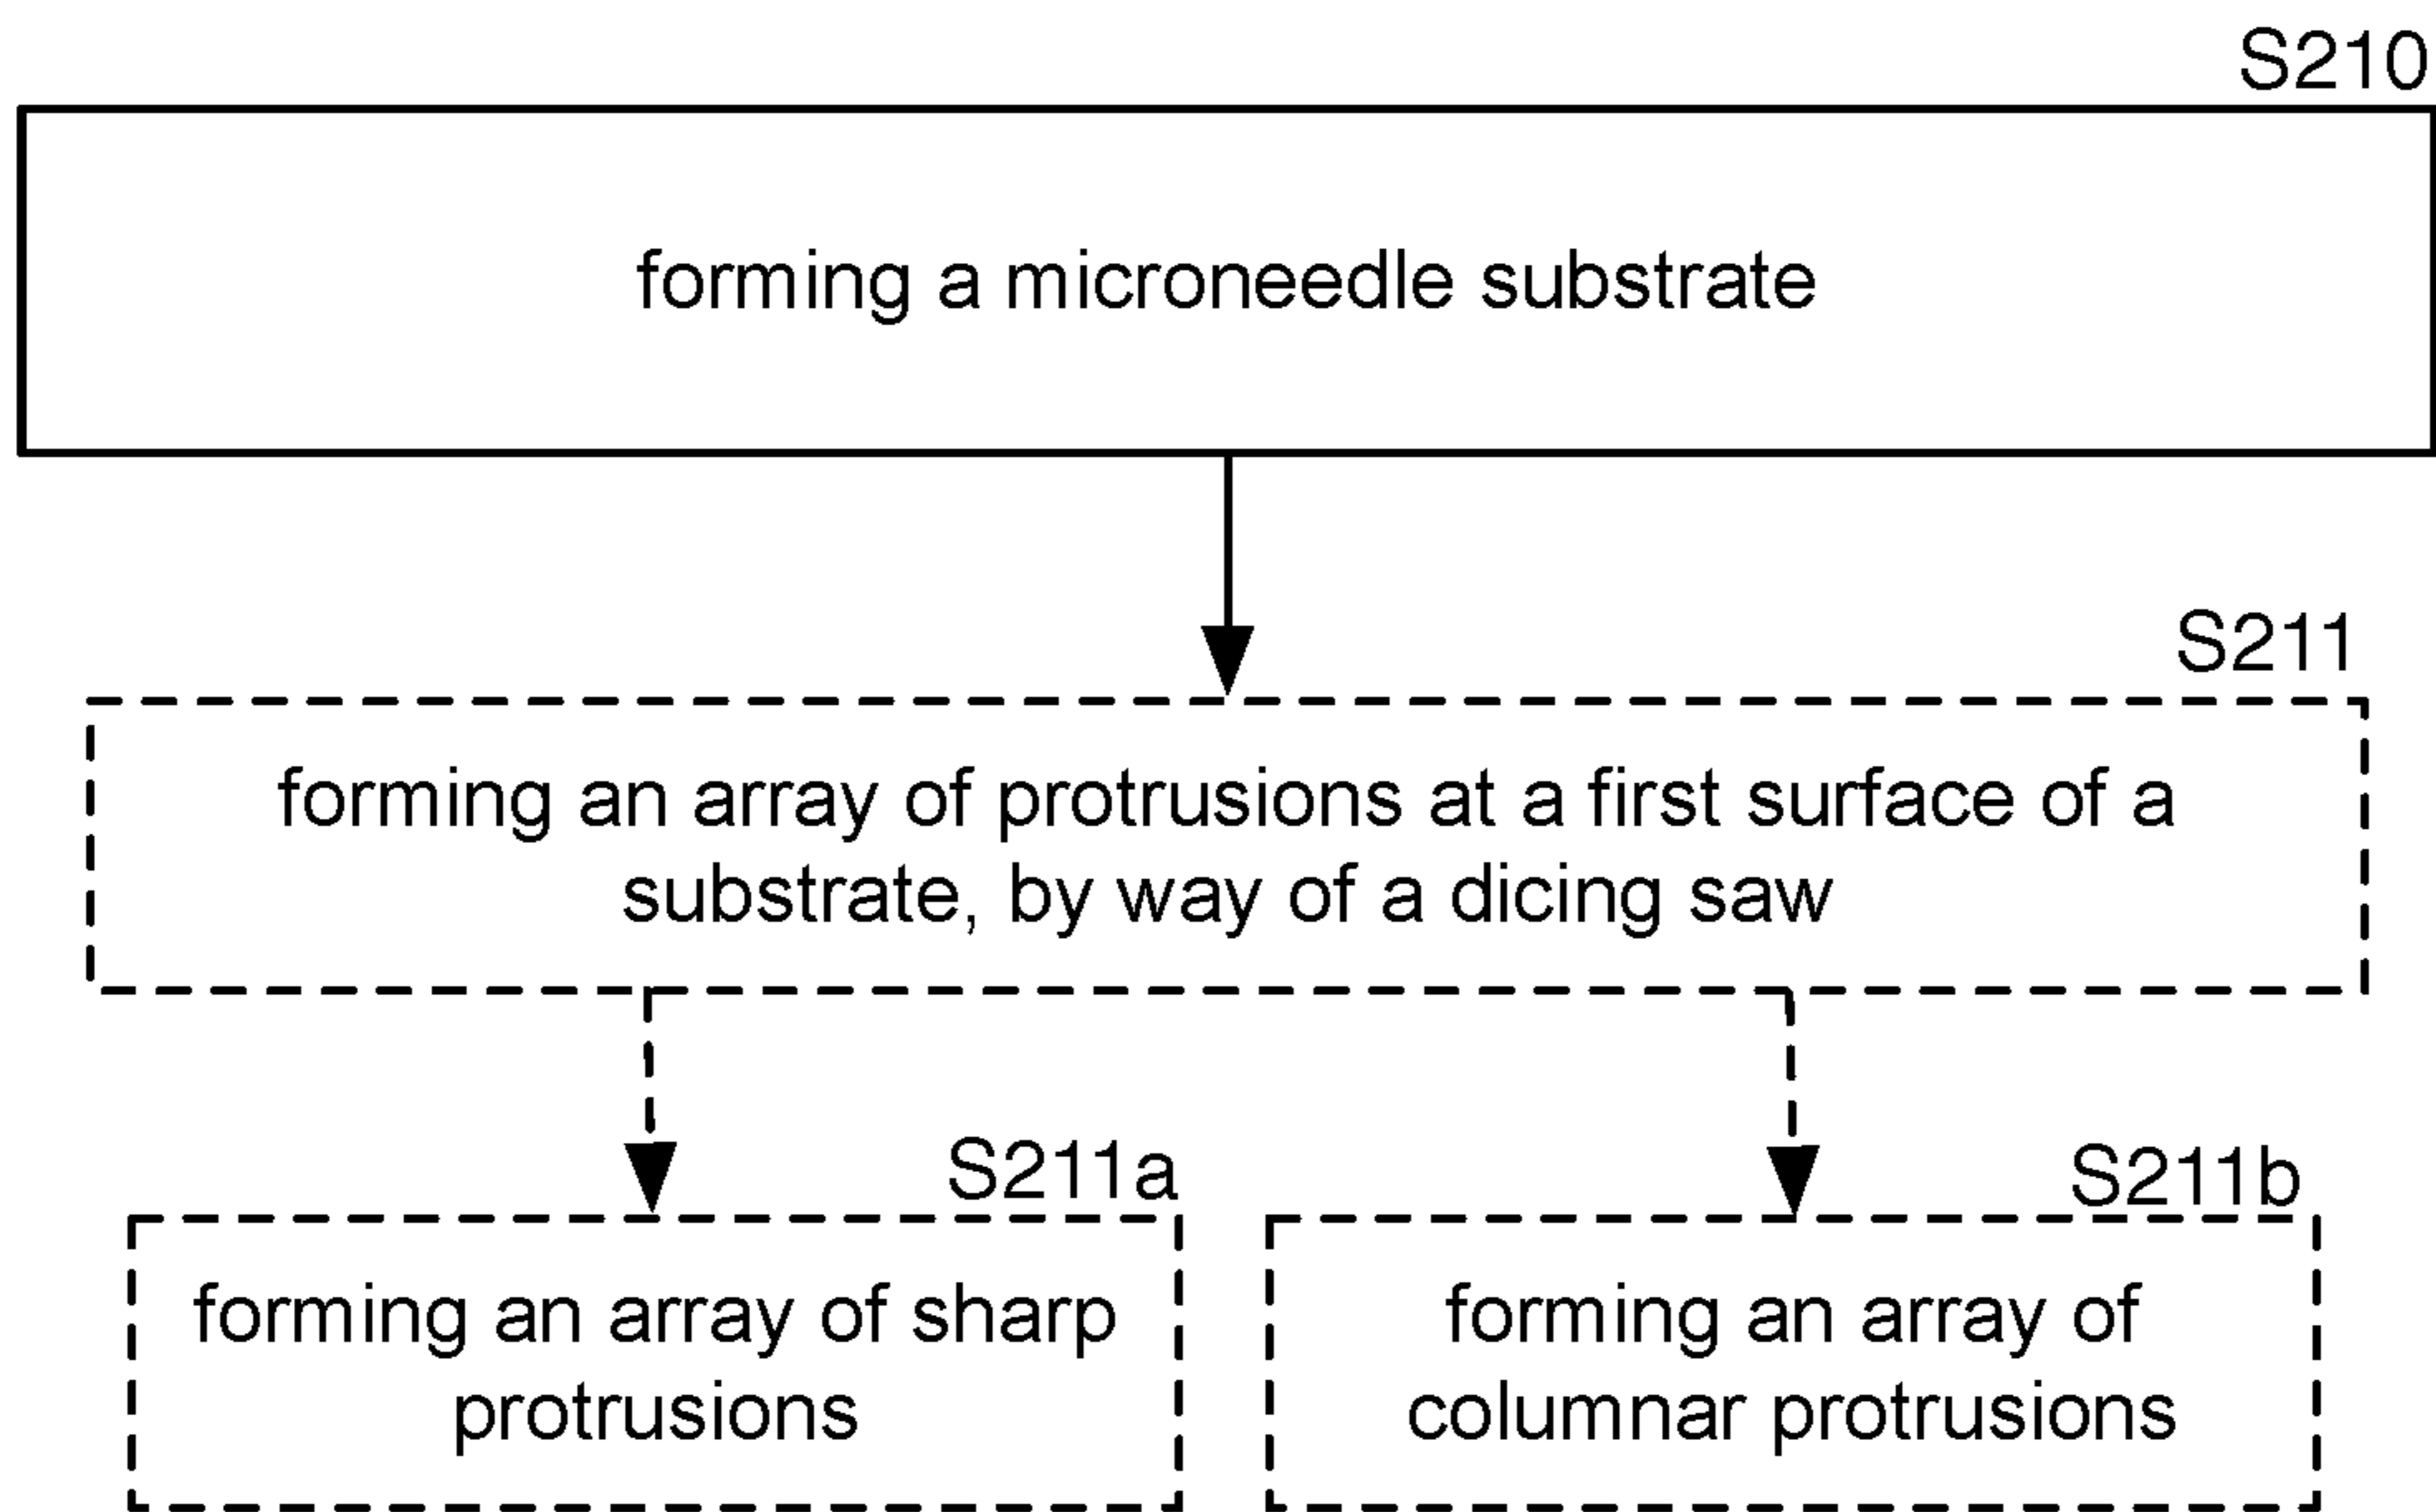 S210
forming a microneedle substrate
S211
forming an array of protrusions at a first surface of a
substrate, by way of a dicing saw
S211a
forming an array of sharp
protrusions
S211b
forming an array of
columnar protrusions